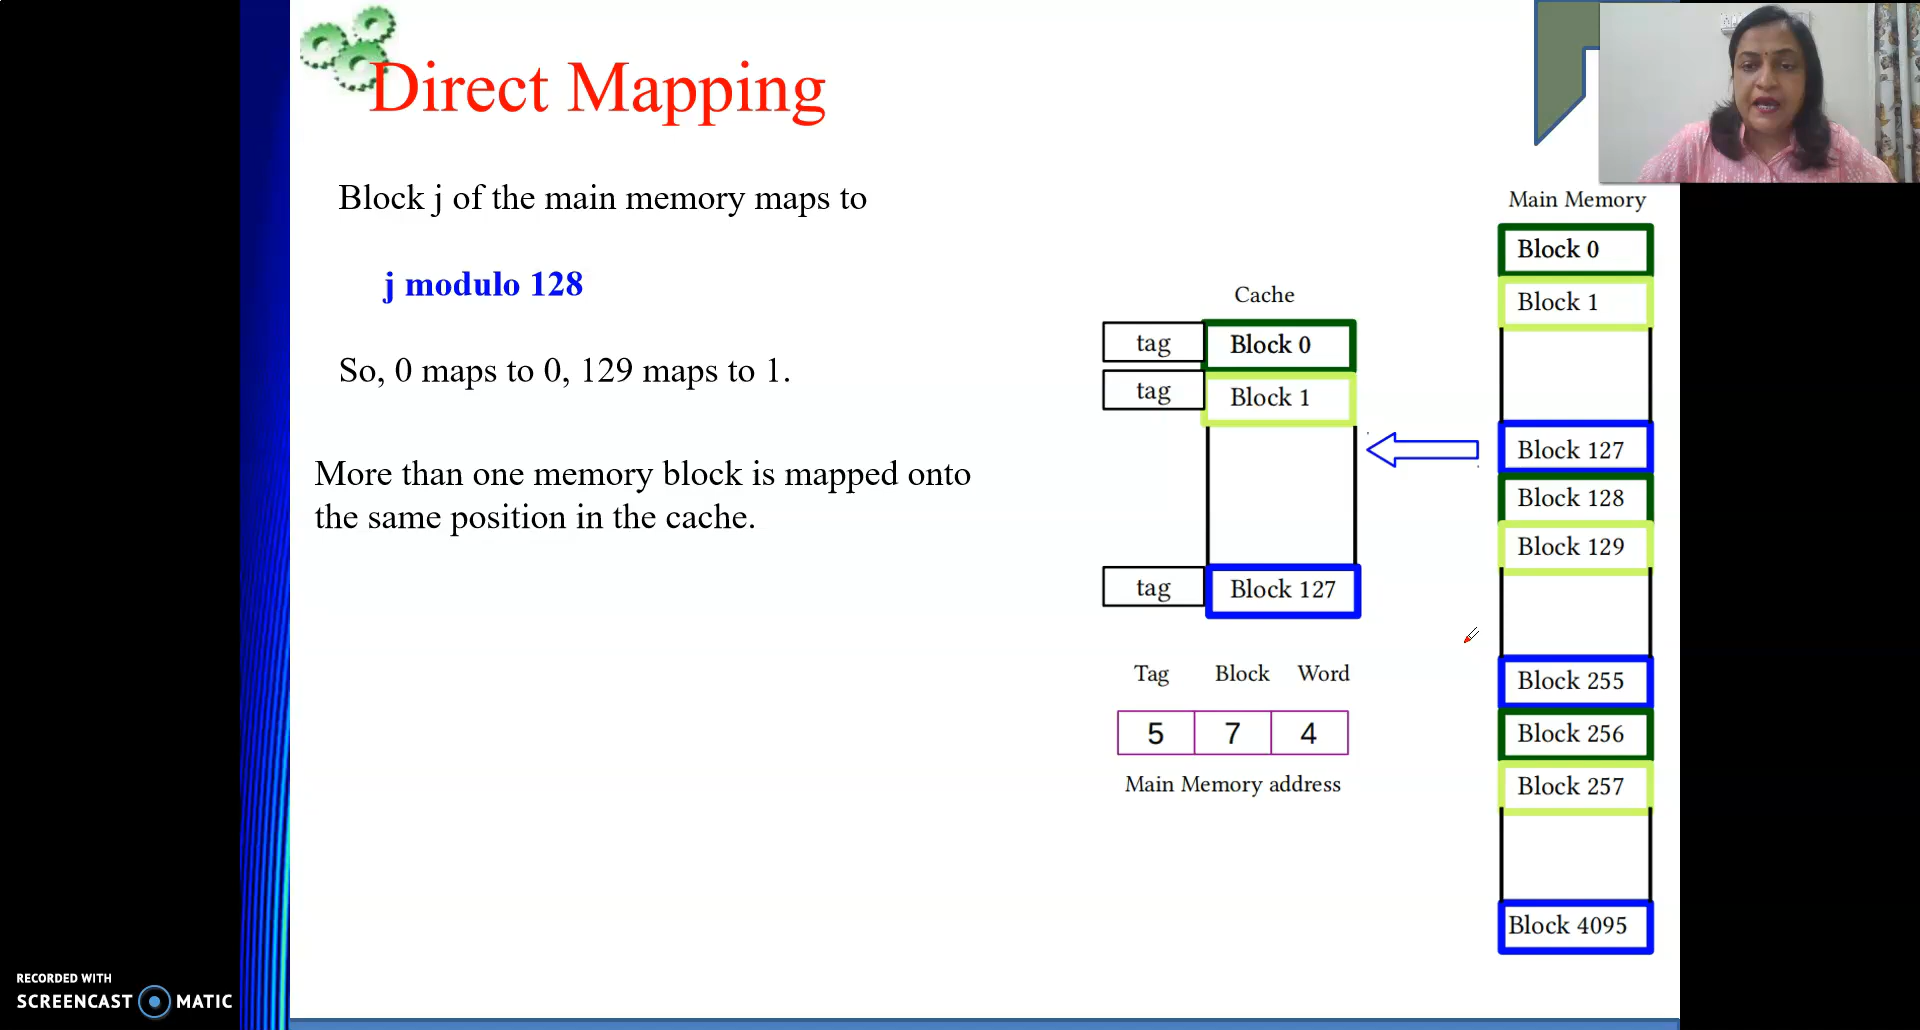 Direct Mapping
Block j of the main memory maps to
j modulo 128
So, 0 maps to 0, 129 maps to 1.
More than one memory block is mapped onto
the same position in the cache.
Cache
tag Block 0
tag Block 1
tag Block 127
Tag Block Word
5 7 4
Main Memory address
Main Memory
Block 0
Block 1
Block 127
Block 128
Block 129
Block 255
Block 256
Block 257
Block 4095
RECORDED WITH
SCREENCAST MATIC